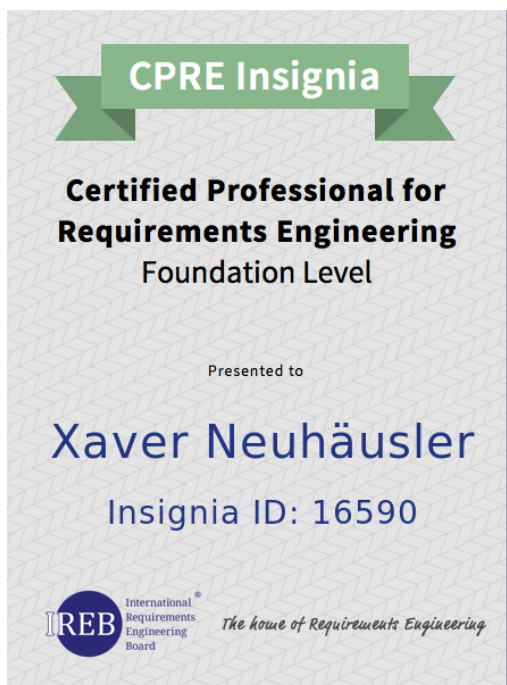 CPRE Insignia
Certified Professional for
Requirements Engineering
Foundation Level
Presented to
Xaver Neuhäusler
Insignia ID: 16590
IREB
International ®
Requirements
Engineering
Board
The home of Requirements Engineering